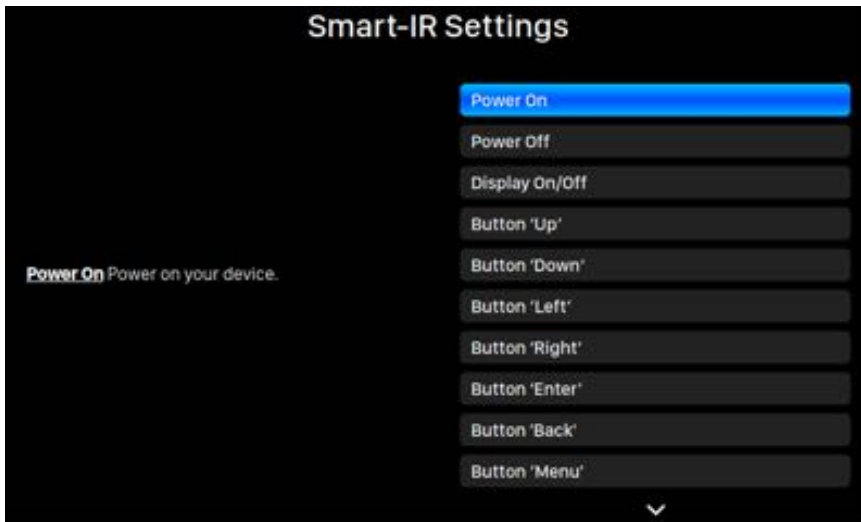 Smart-IR Settings
Power On
Power Off
Display On/Off
Button 'Up'
Button 'Down'
Power On Power on your device.
Button 'Left'
Button 'Right'
Button 'Enter'
Button 'Back'
Button 'Menu'